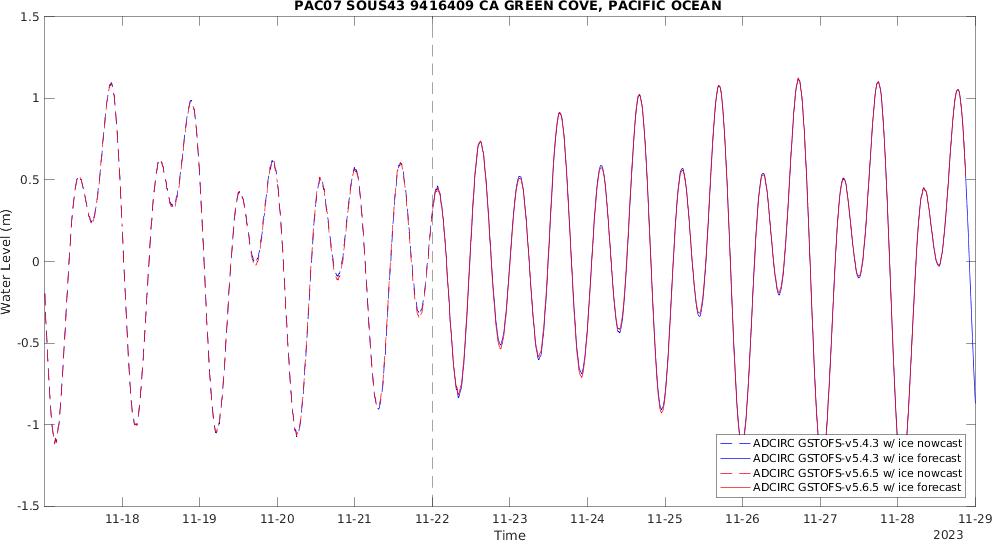 PAC07 SOUS43 9416409 CA GREEN COVE, PACIFIC OCEAN
1.5
1
0.5
0
-0.5
-1
-1.5
Water Level (m)
11-18 11-19 11-20 11-21 11-22 11-23 11-24 11-25 11-26 11-27 11-28 11-29
Time
2023
ADCIRC GSTOFS-v5.4.3 w/ ice nowcast
ADCIRC GSTOFS-v5.4.3 w/ ice forecast
ADCIRC GSTOFS-v5.6.5 w/ ice nowcast
ADCIRC GSTOFS-v5.6.5 w/ ice forecast